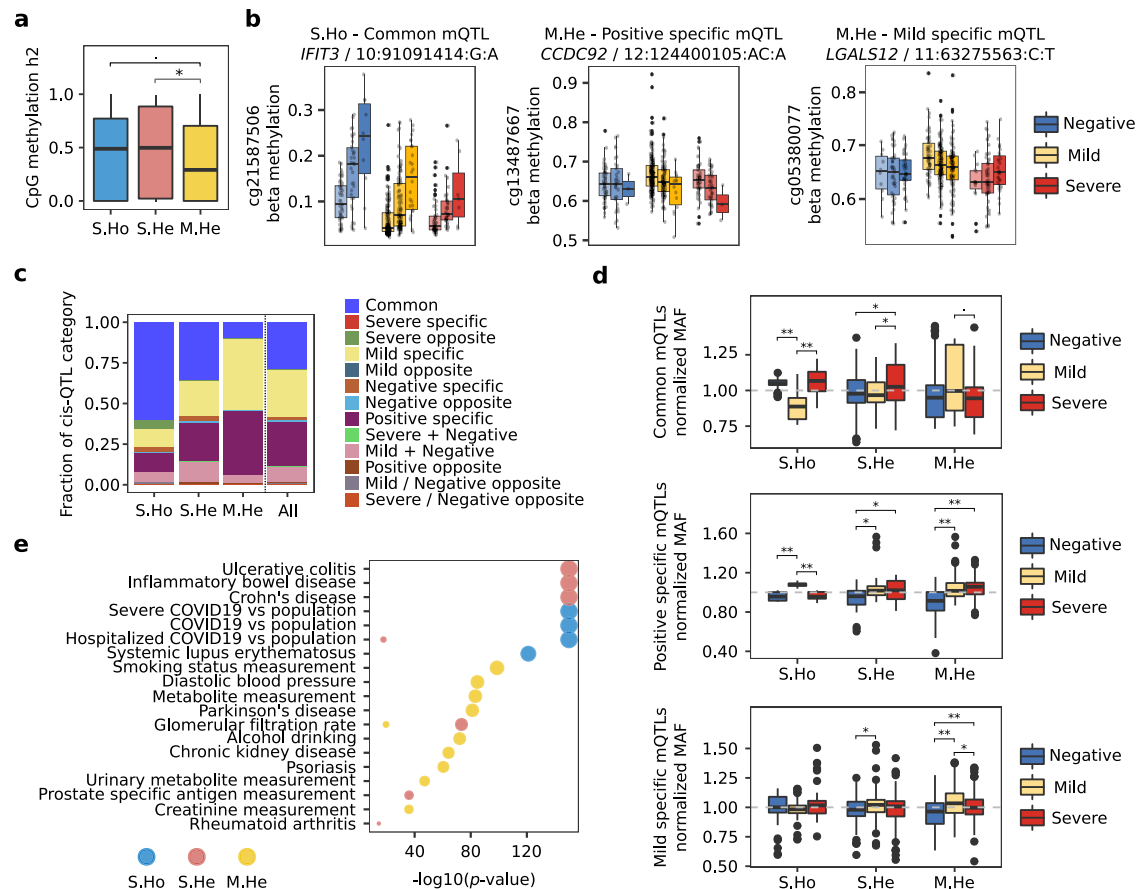 a
CpG methylation h2
1.0
0.5
0.0
.
*
S.Ho S.He M.He
b
S.Ho - Common mQTL
IFIT3 / 10:91091414:G:A
cg21587506
beta methylation
0.3
0.2
0.1
M.He - Positive specific mQTL
CCDC92 / 12:124400105:AC:A
cg13487667
beta methylation
0.9
0.8
0.7
0.6
0.5
M.He - Mild specific mQTL
LGALS12 / 11:63275563:C:T
cg05380077
beta methylation
0.8
0.7
0.6
Negative
Mild
Severe
c
Fraction of cis-QTL category
1.00
0.75
0.50
0.25
0.00
S.Ho S.He M.He All
Common
Severe specific
Severe opposite
Mild specific
Mild opposite
Negative specific
Negative opposite
Positive specific
Severe + Negative
Mild + Negative
Positive opposite
Mild / Negative opposite
Severe / Negative opposite
d
Common mQTLs
normalized MAF
1.25
1.00
0.75
** ** * * .
S.Ho S.He M.He
Negative
Mild
Severe
Positive specific mQTLs
normalized MAF
1.60
1.20
0.80
0.40
** ** * * ** **
S.Ho S.He M.He
Negative
Mild
Severe
Mild specific mQTLs
normalized MAF
1.50
1.25
1.00
0.75
0.50
* ** ** *
S.Ho S.He M.He
Negative
Mild
Severe
e
Ulcerative colitis
Inflammatory bowel disease
Crohn's disease
Severe COVID19 vs population
COVID19 vs population
Hospitalized COVID19 vs population
Systemic lupus erythematosus
Smoking status measurement
Diastolic blood pressure
Metabolite measurement
Parkinson's disease
Glomerular filtration rate
Alcohol drinking
Chronic kidney disease
Psoriasis
Urinary metabolite measurement
Prostate specific antigen measurement
Creatinine measurement
Rheumatoid arthritis
40 80 120
-log10(p-value)
S.Ho S.He M.He